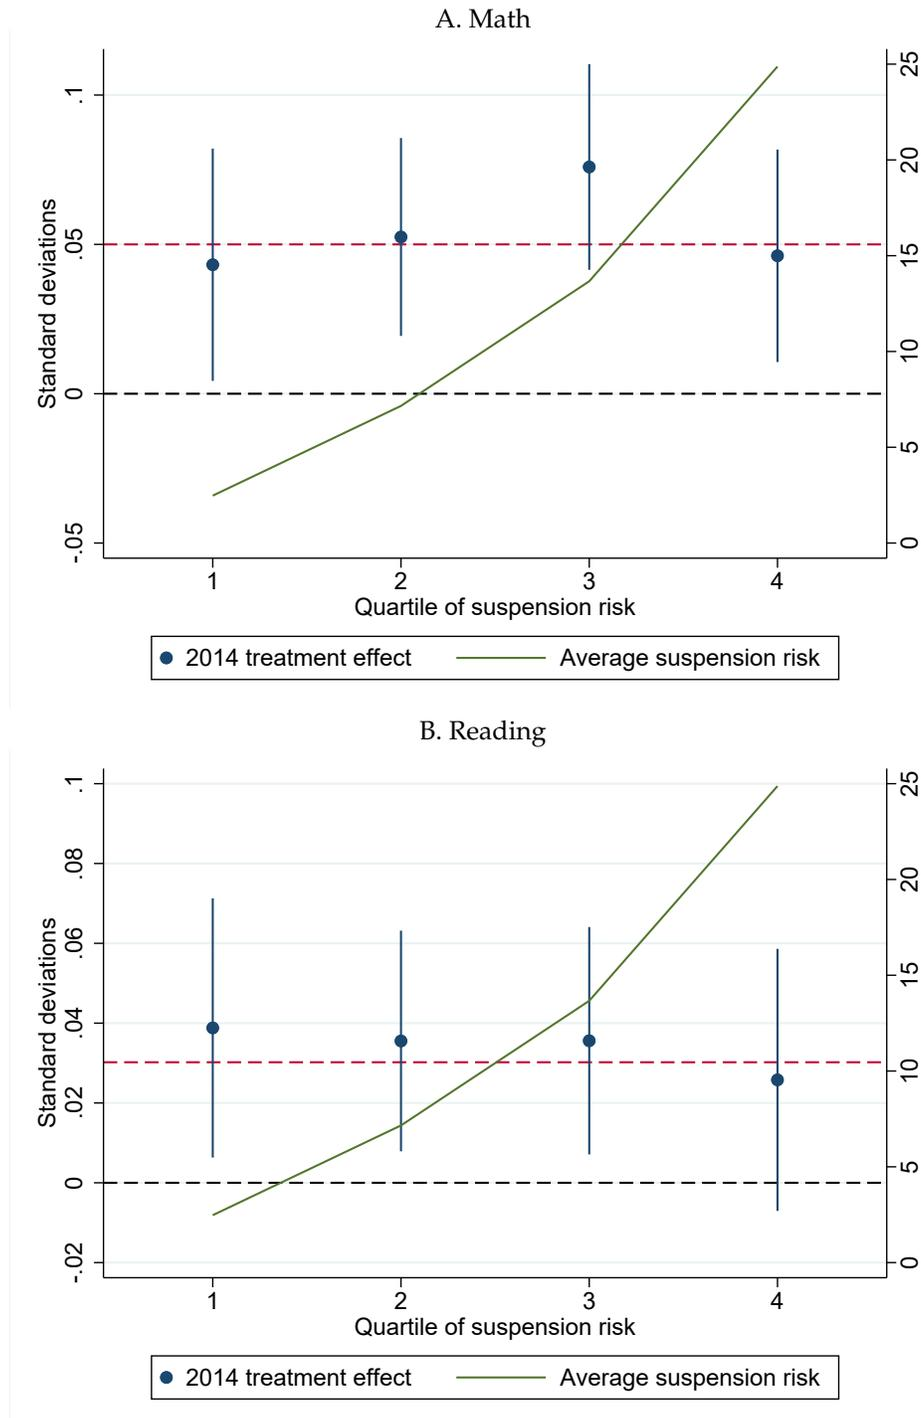 A. Math
.1
.05
0
-.05
Standard deviations
25
20
15
10
5
0
1 2 3 4
Quartile of suspension risk
2014 treatment effect Average suspension risk
B. Reading
.1
.08
.06
.04
.02
0
-.02
Standard deviations
25
20
15
10
5
0
1 2 3 4
Quartile of suspension risk
2014 treatment effect Average suspension risk